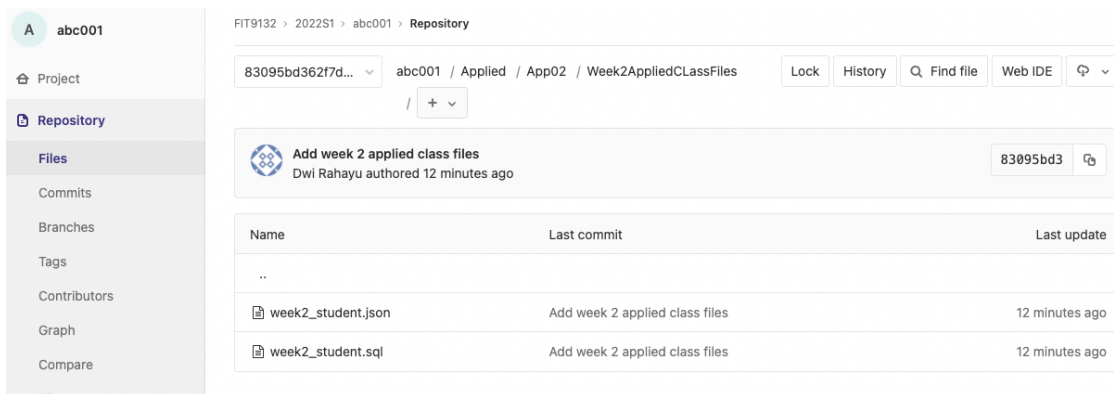 A abc001
FIT9132 > 2022S1 > abc001 > Repository
Project
Repository
Files
Commits
Branches
Tags
Contributors
Graph
Compare
83095bd362f7d... abc001 / Applied / App02 / Week2AppliedCLassFiles Lock History Find file Web IDE
/ +
Add week 2 applied class files
Dwi Rahayu authored 12 minutes ago
83095bd3
Name Last commit Last update
..
week2_student.json Add week 2 applied class files 12 minutes ago
week2_student.sql Add week 2 applied class files 12 minutes ago